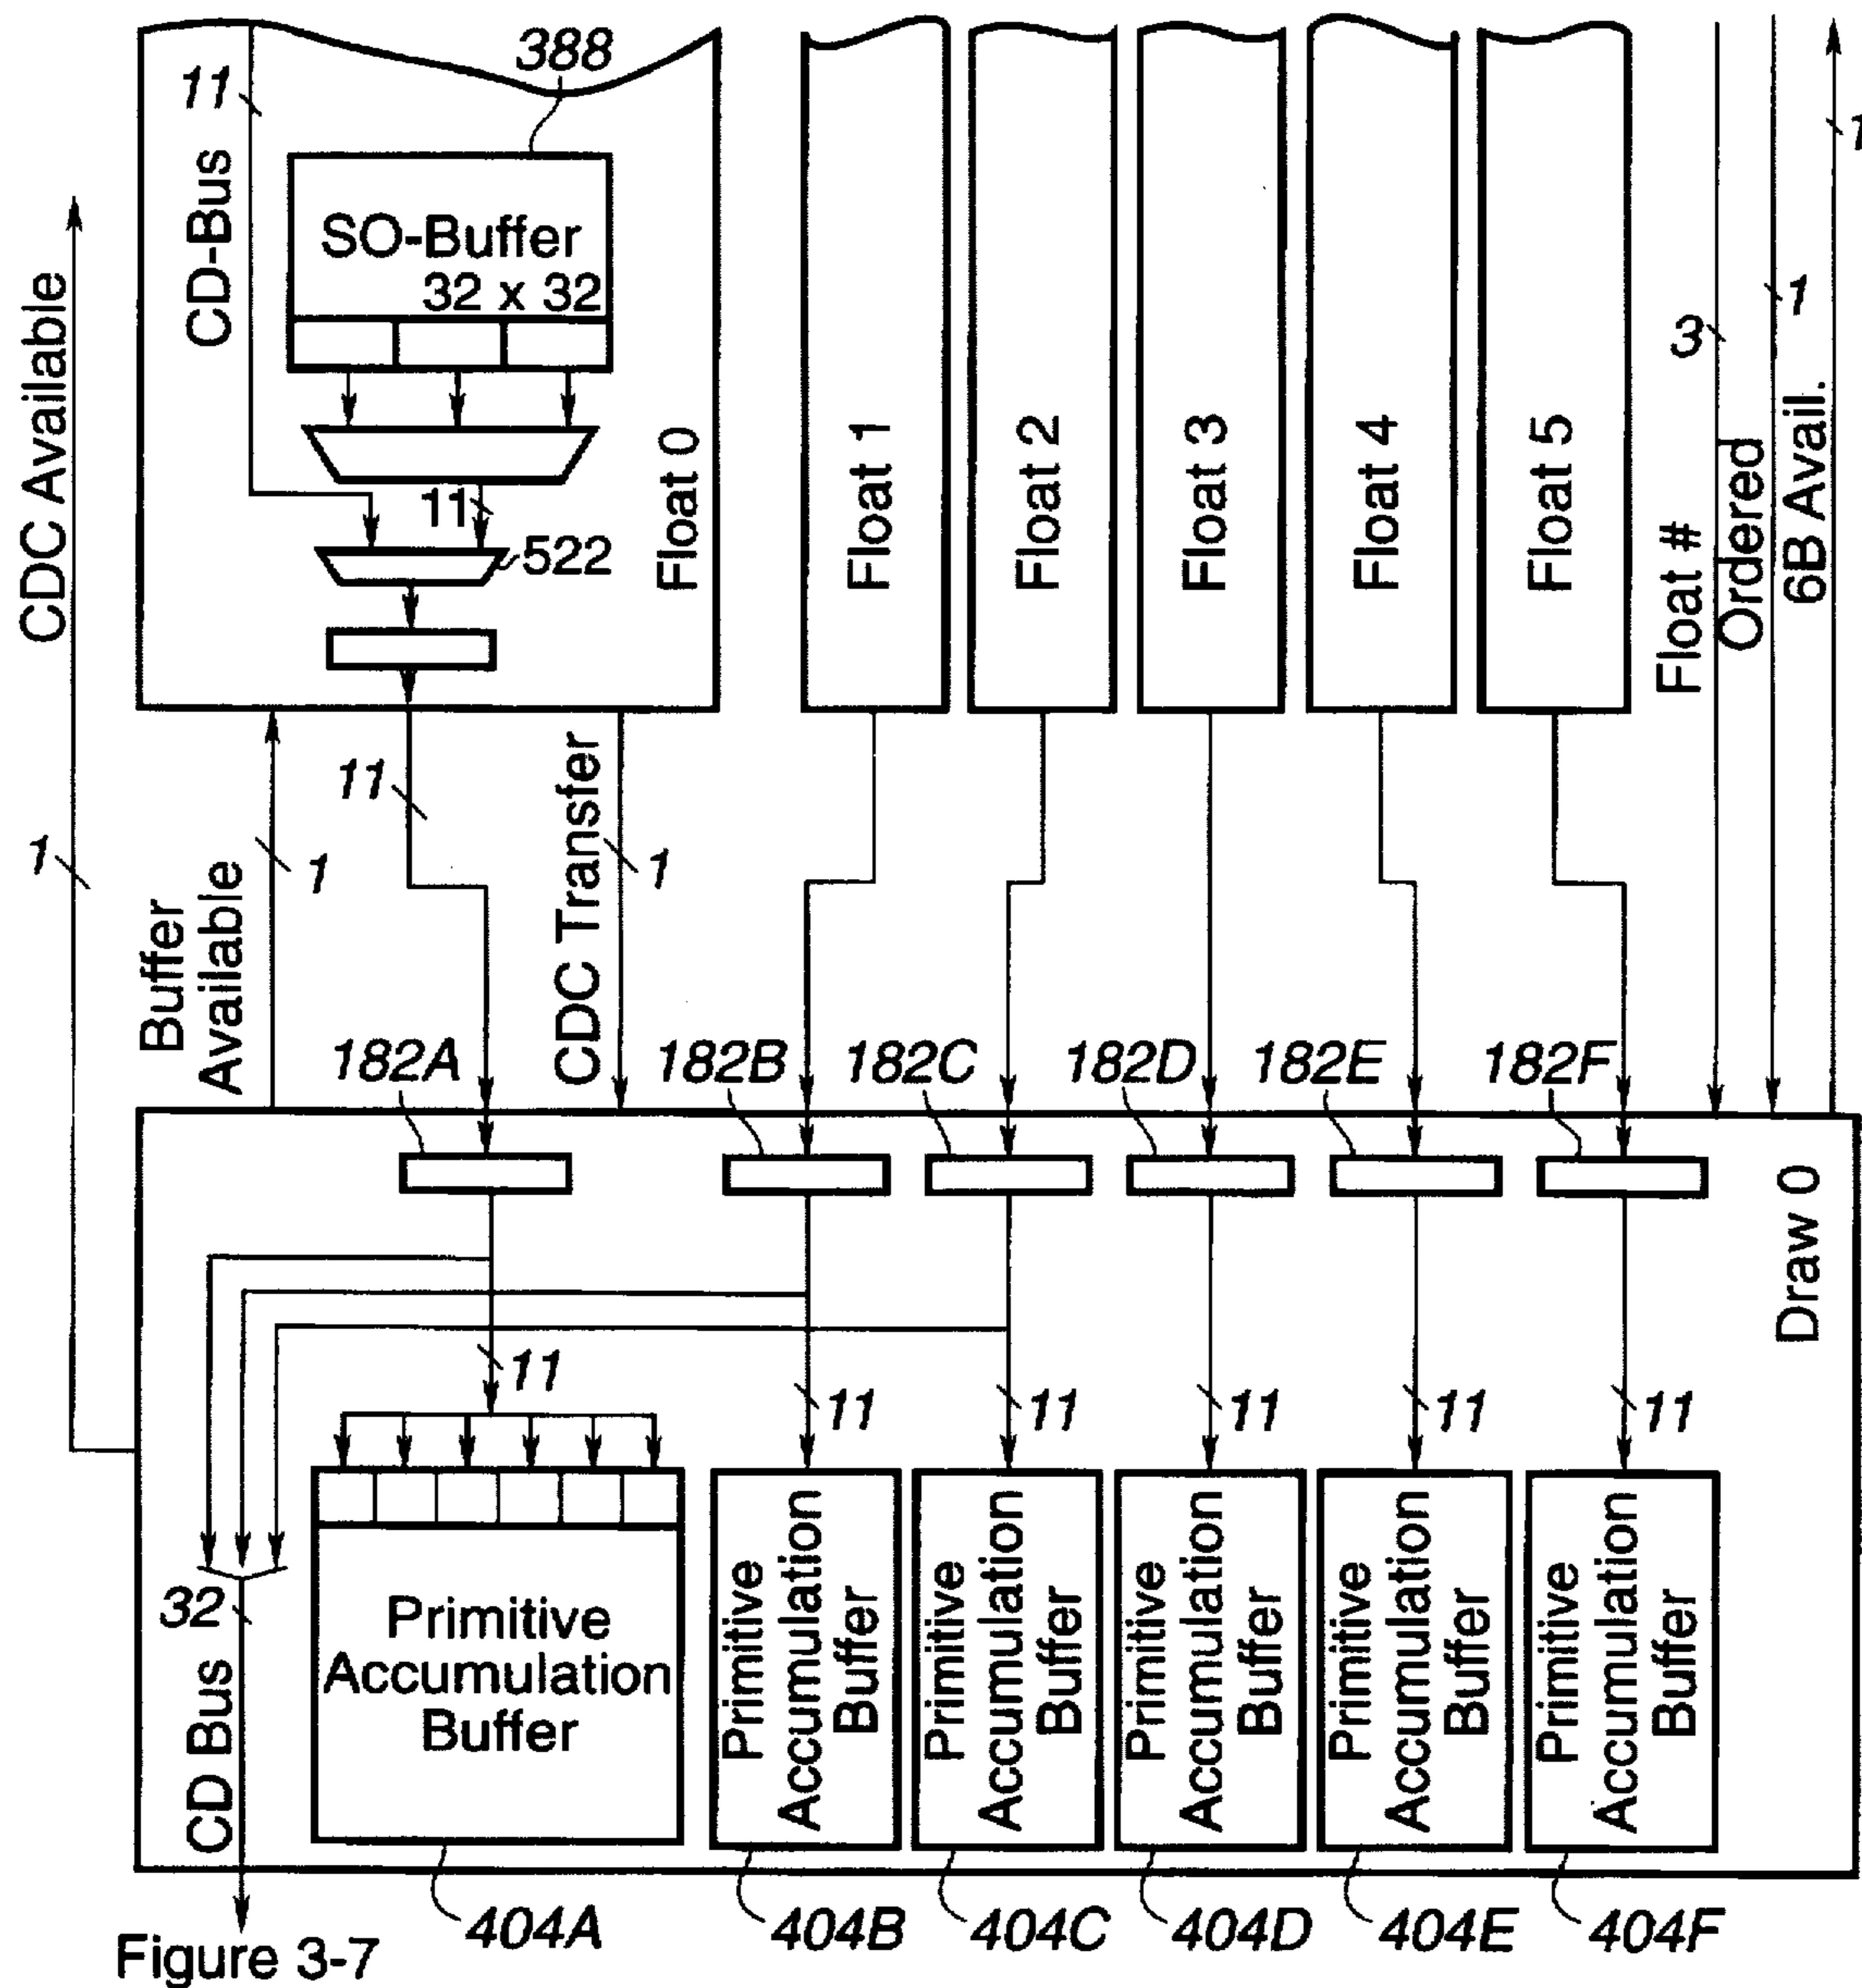 388
11
CD-Bus
SO-Buffer
32 x 32
11
522
Float 0
Float 1
Float 2
Float 3
Float 4
Float 5
3
Float #
Ordered
1
6B Avail.
1
CDC Available
1
Buffer
Available
1
11
CDC Transfer
1
182A
182B
182C
182D
182E
182F
Draw 0
11
11
11
11
11
11
32
CD Bus
Primitive
Accumulation
Buffer
Primitive
Accumulation
Buffer
Primitive
Accumulation
Buffer
Primitive
Accumulation
Buffer
Primitive
Accumulation
Buffer
Primitive
Accumulation
Buffer
404A
404B
404C
404D
404E
404F
Figure 3-7